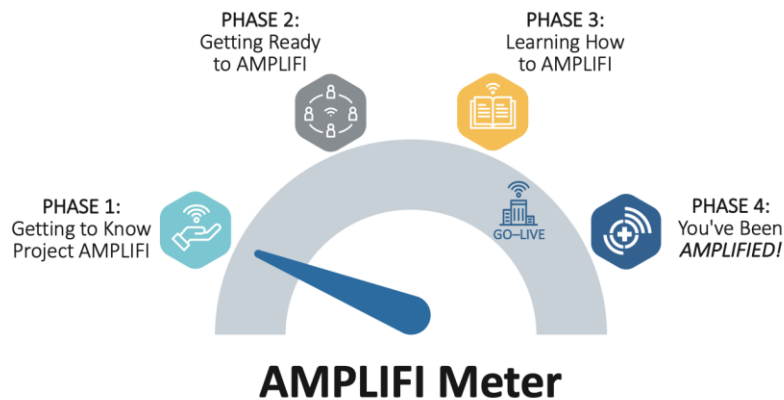 PHASE 2:
Getting Ready
to AMPLIFI
PHASE 3:
Learning How
to AMPLIFI
PHASE 1:
Getting to Know
Project AMPLIFI
GO–LIVE
PHASE 4:
You've Been
AMPLIFIED!
AMPLIFI Meter